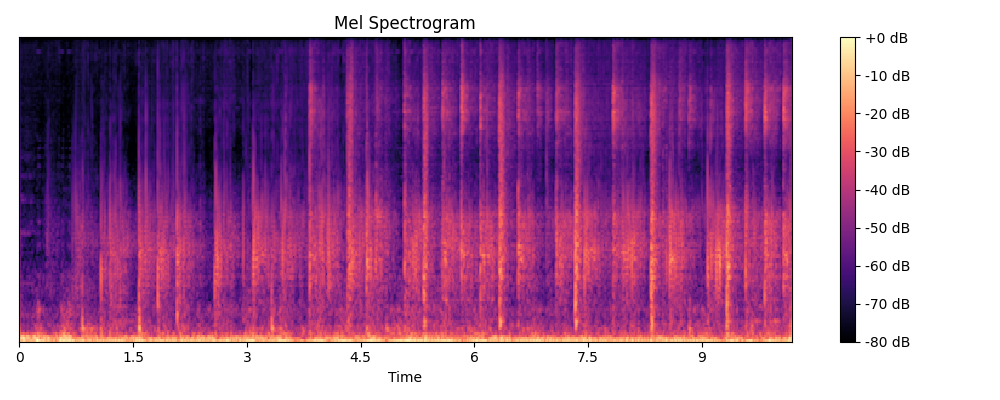 Mel Spectrogram
+0 dB
-10 dB
-20 dB
-30 dB
-40 dB
-50 dB
-60 dB
-70 dB
-80 dB
0 1.5 3 4.5 6 7.5 9
Time